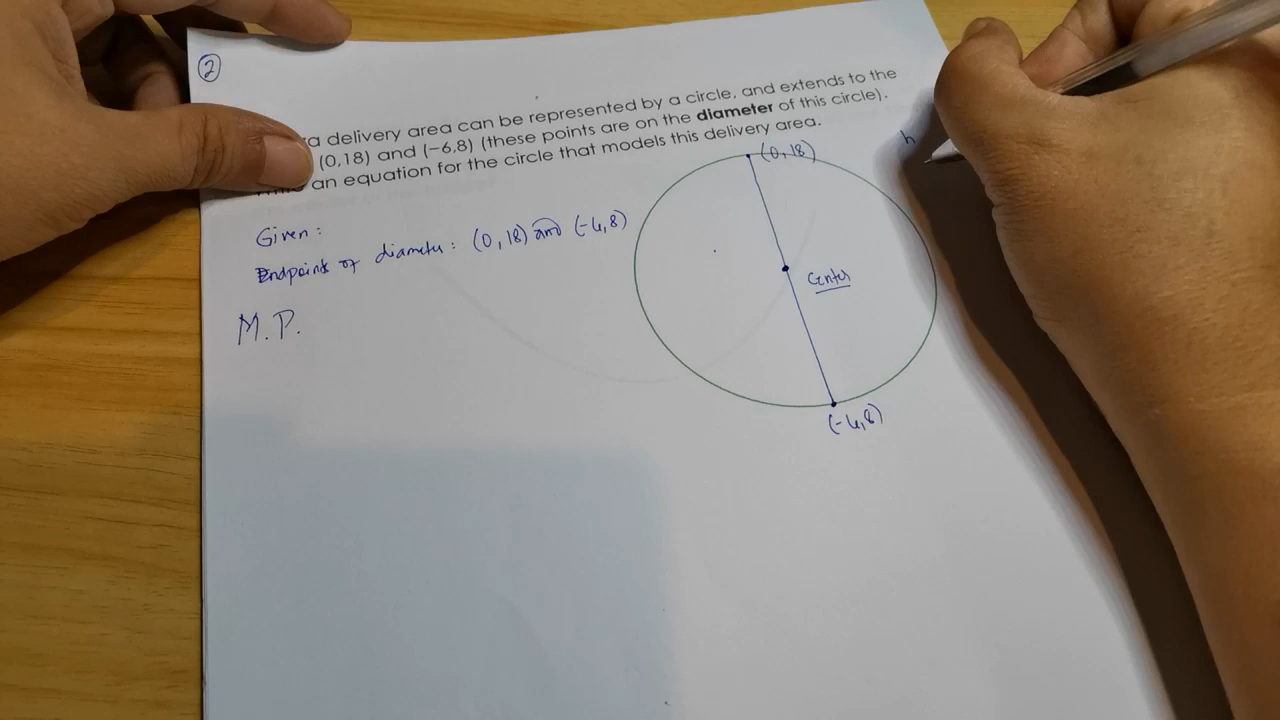 ②
a delivery area can be represented by a circle, and extends to the
(0,18) and (−6,8) (these points are on the diameter of this circle).
an equation for the circle that models this delivery area.
(0,18)
h
Given:
Endpoints of diameter: (0,18) and (-6,8)
Center
M.P.
(-6,8)